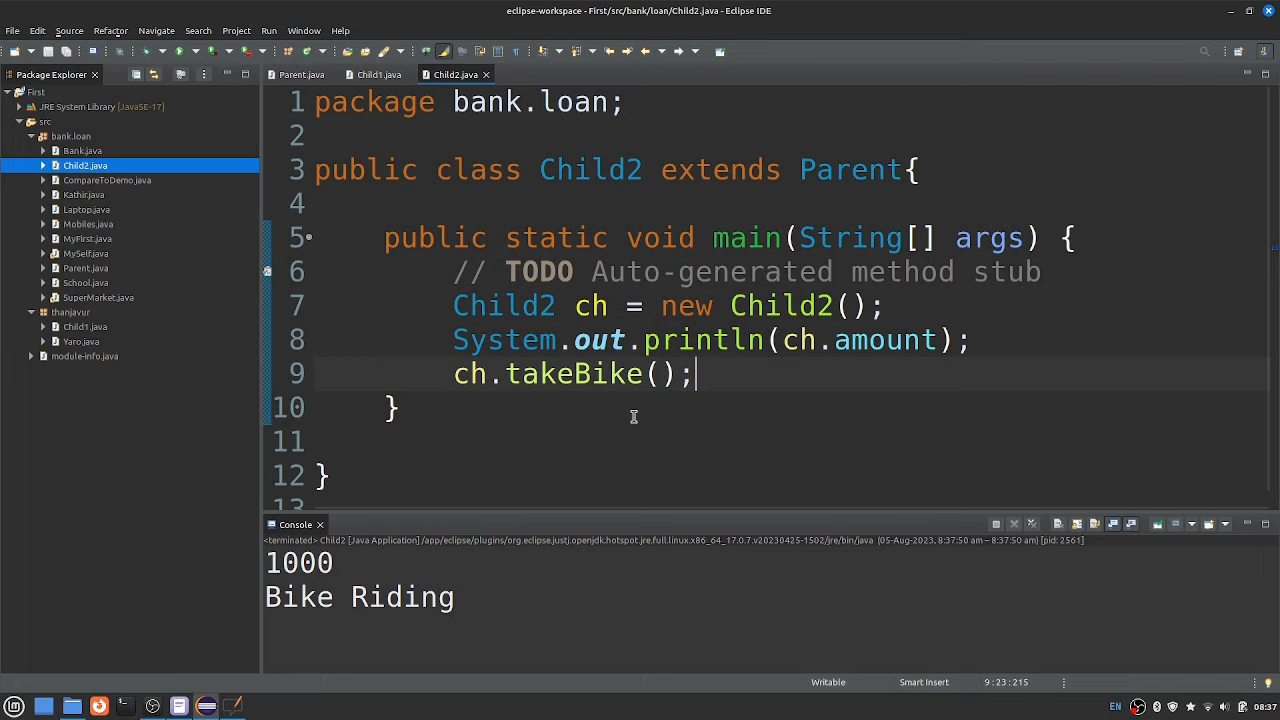 eclipse-workspace - First/src/bank/loan/Child2.java - Eclipse IDE
File Edit Source Refactor Navigate Search Project Run Window Help
Package Explorer
Parent.java Child1.java Child2.java
First
JRE System Library [JavaSE-17]
src
bank.loan
Bank.java
Child2.java
CompareToDemo.java
Kathir.java
Laptop.java
Mobiles.java
MyFirst.java
MySelf.java
Parent.java
School.java
SuperMarket.java
thanjavur
Child1.java
Yaro.java
module-info.java
1 package bank.loan;
2
3 public class Child2 extends Parent{
4
5 public static void main(String[] args) {
6 // TODO Auto-generated method stub
7 Child2 ch = new Child2();
8 System.out.println(ch.amount);
9 ch.takeBike();
10 }
11
12 }
13
Console
<terminated> Child2 [Java Application] /app/eclipse/plugins/org.eclipse.justj.openjdk.hotspot.jre.full.linux.x86_64_17.0.7.v20230425-1502/jre/bin/java (05-Aug-2023, 8:37:50 am – 8:37:50 am) [pid: 2561]
1000
Bike Riding
Writable Smart Insert 9 : 23 : 215
EN 08:37